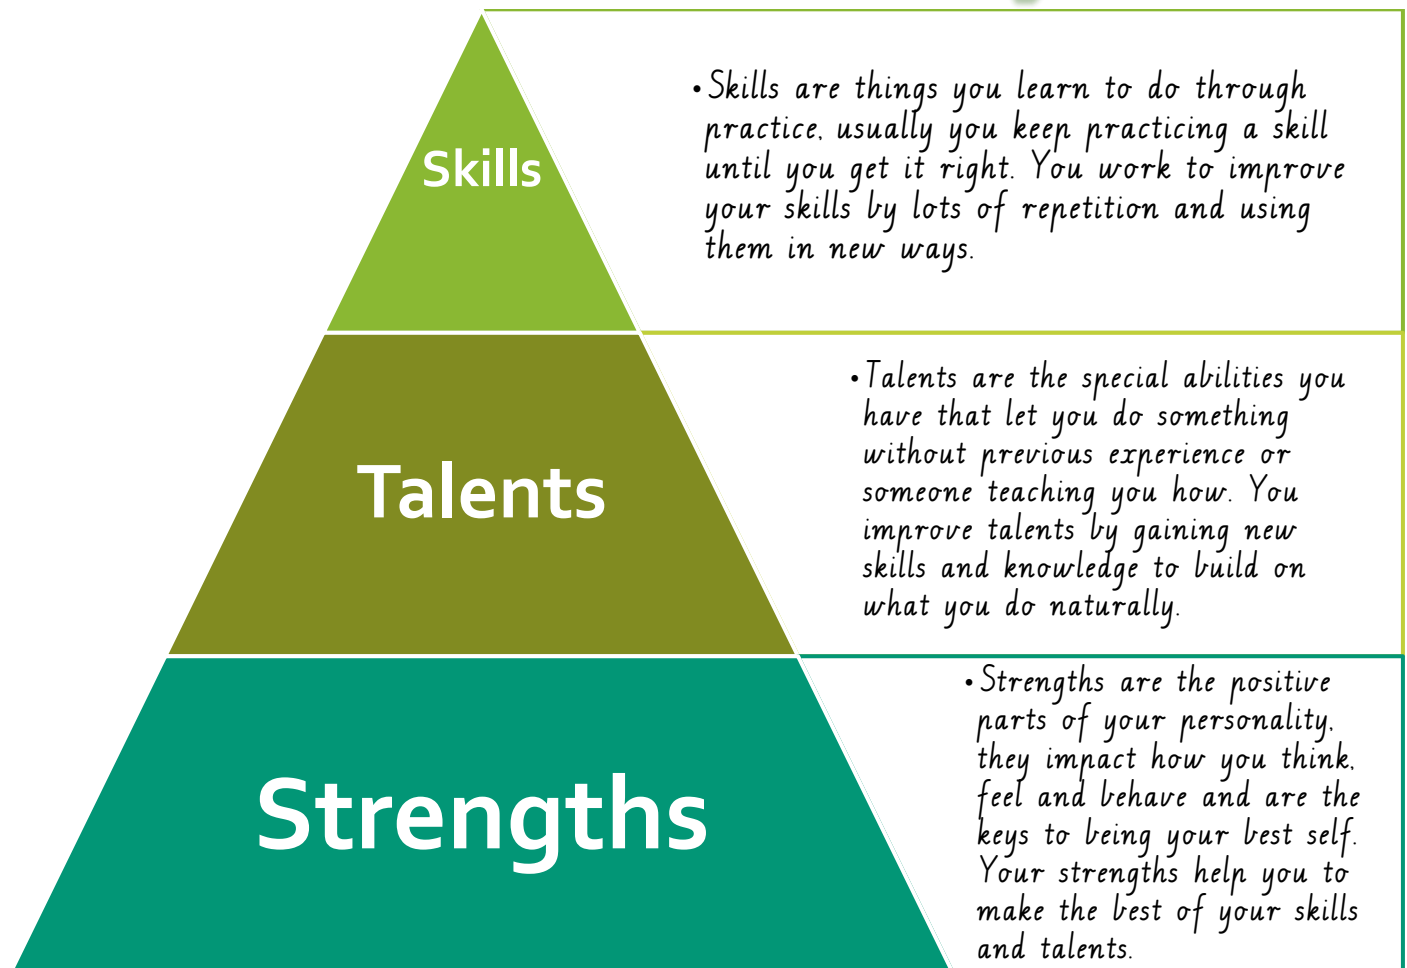 Skills
• Skills are things you learn to do through
practice, usually you keep practicing a skill
until you get it right. You work to improve
your skills by lots of repetition and using
them in new ways.
Talents
• Talents are the special abilities you
have that let you do something
without previous experience or
someone teaching you how. You
improve talents by gaining new
skills and knowledge to build on
what you do naturally.
Strengths
• Strengths are the positive
parts of your personality,
they impact how you think,
feel and behave and are the
keys to being your best self.
Your strengths help you to
make the best of your skills
and talents.